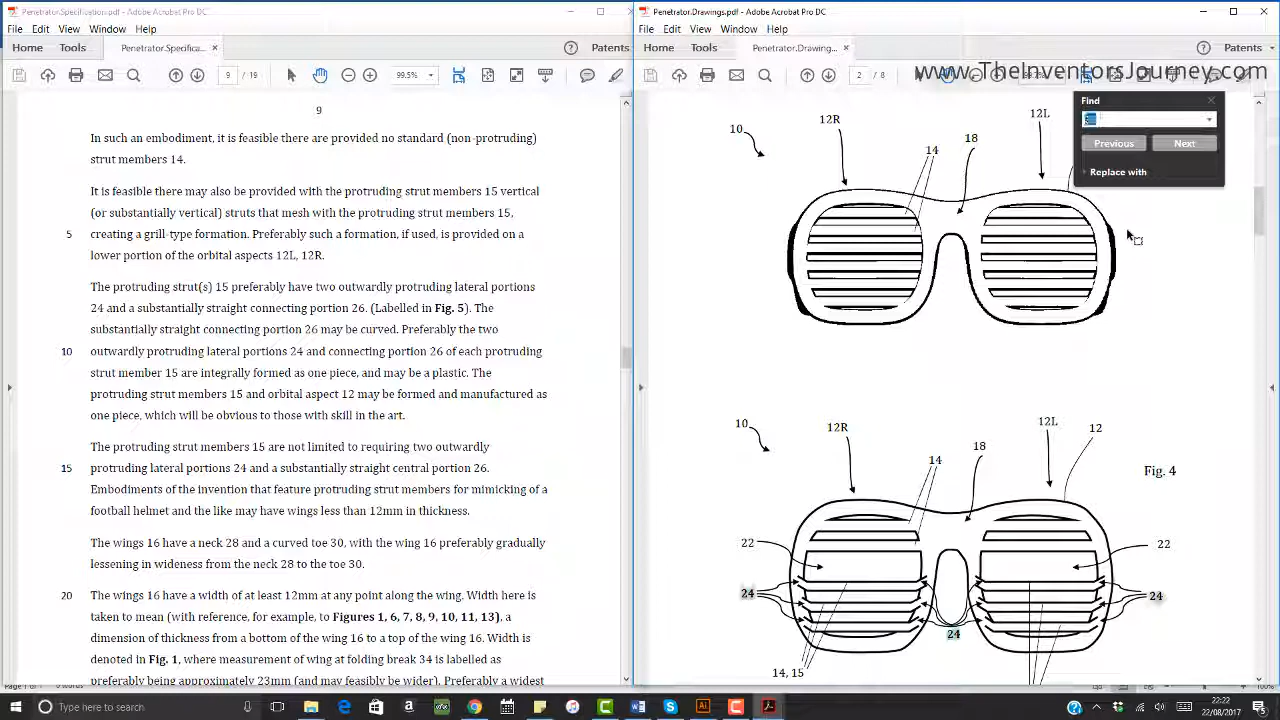 Penetrator.Specification.pdf - Adobe Acrobat Pro DC
File Edit View Window Help
Home Tools Penetrator.Specifica... × Patents
9 / 19 99.5%
9
In such an embodiment, it is feasible there are provided no standard (non-protruding)
strut members 14.
It is feasible there may also be provided with the protruding strut members 15 vertical
(or substantially vertical) struts that mesh with the protruding strut members 15,
5 creating a grill-type formation. Preferably such a formation, if used, is provided on a
lower portion of the orbital aspects 12L, 12R.
The protruding strut(s) 15 preferably have two outwardly protruding lateral portions
24 and a substantially straight connecting portion 26. (Labelled in Fig. 5). The
substantially straight connecting portion 26 may be curved. Preferably the two
10 outwardly protruding lateral portions 24 and connecting portion 26 of each protruding
strut member 15 are integrally formed as one piece, and may be a plastic. The
protruding strut members 15 and orbital aspect 12 may be formed and manufactured as
one piece, which will be obvious to those with skill in the art.
The protruding strut members 15 are not limited to requiring two outwardly
15 protruding lateral portions 24 and a substantially straight central portion 26.
Embodiments of the invention that feature protruding strut members for mimicking of a
football helmet and the like may have wings less than 12mm in thickness.
The wings 16 have a neck 28 and a curved toe 30, with the wing 16 preferably gradually
lessening in wideness from the neck 28 to the toe 30.
20 The wings 16 have a width of at least 12mm at any point along the wing. Width here is
taken to mean (with reference, for example, to Figures 1, 6, 7, 8, 9, 10, 11, 13), a
dimension of thickness from a bottom of the wing 16 to a top of the wing 16. Width is
denoted in Fig. 1, where measurement of wing at folding break 34 is labelled as
preferably being approximately 23mm (and may feasibly be wider). Preferably a widest
Penetrator.Drawings.pdf - Adobe Acrobat Pro DC
File Edit View Window Help
Home Tools Penetrator.Drawing... × Patents
2 / 8
www.TheInventorsJourney.com
Find
Previous Next
Replace with
10 12R 14 18 12L
10 12R 14 18 12L 12
Fig. 4
22 22
24 24 24
14, 15
Type here to search
100%
22:22
22/08/2017